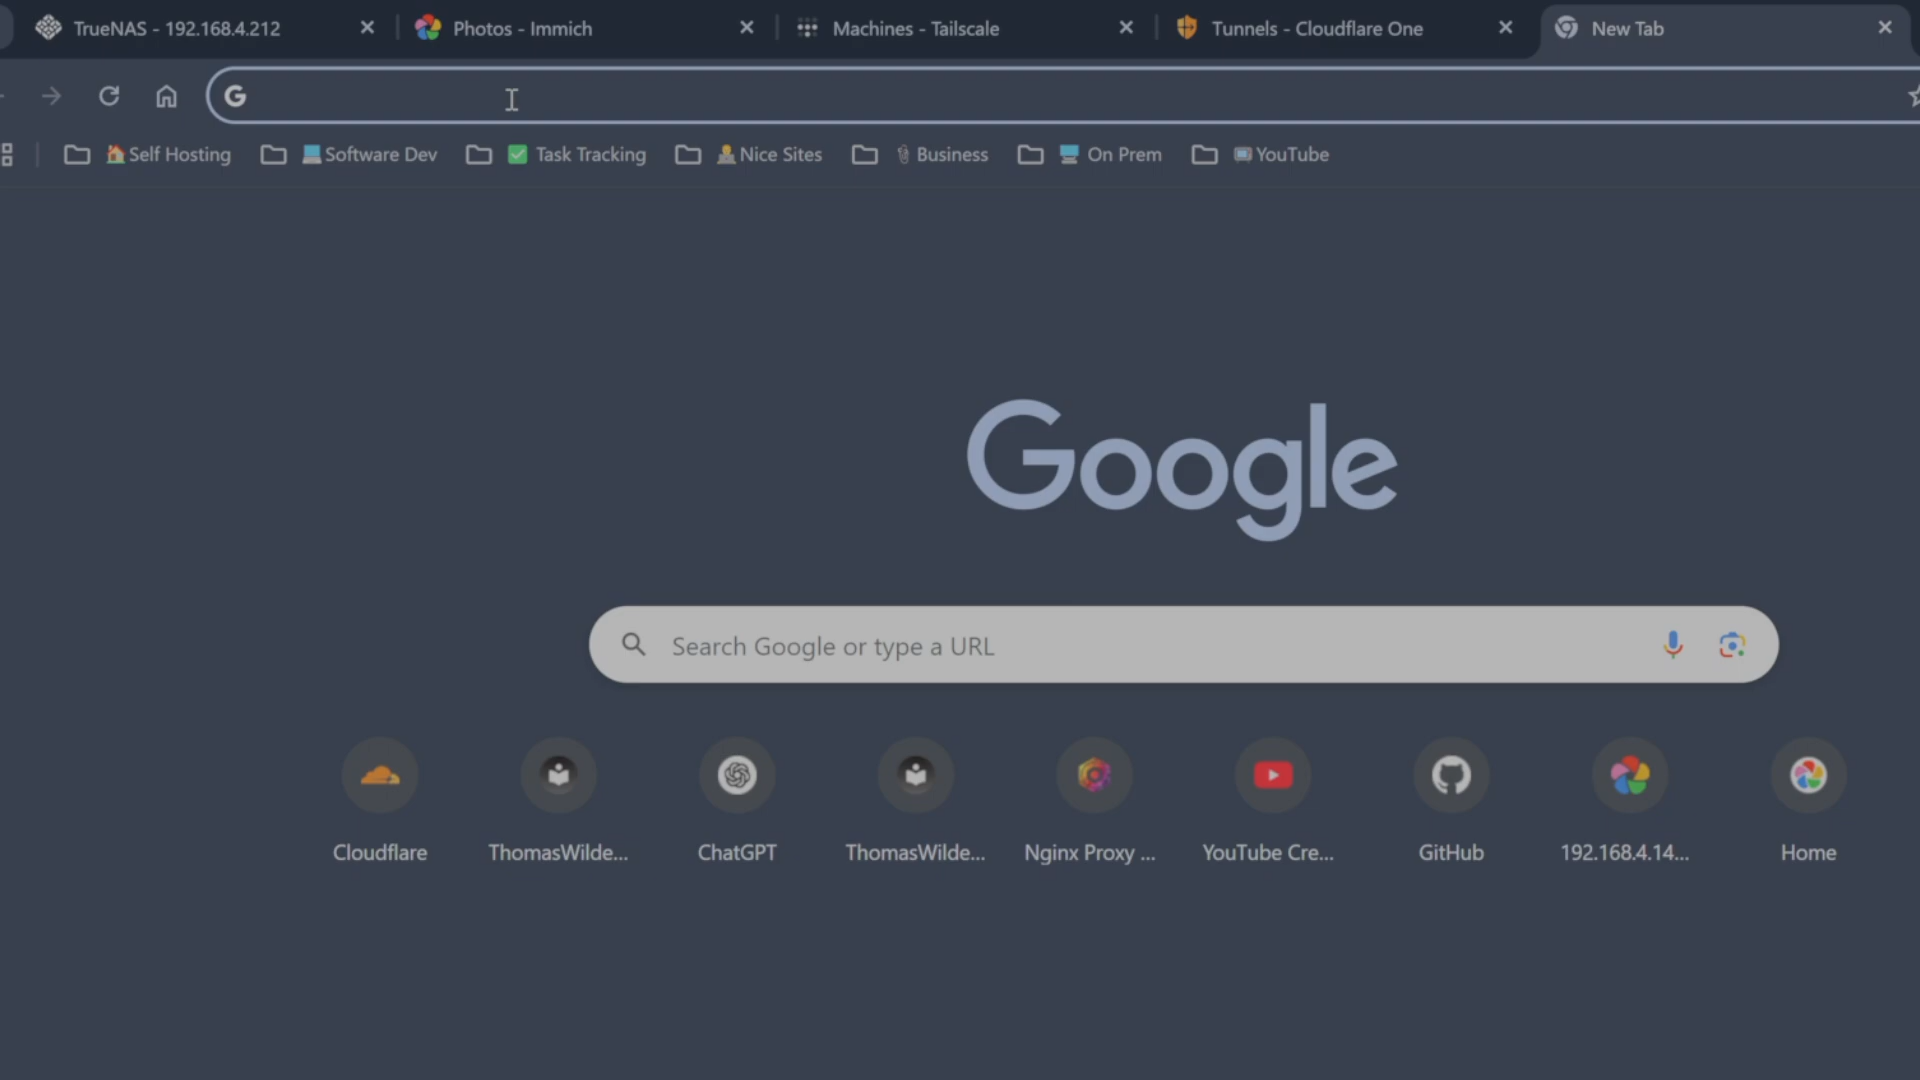 TrueNAS - 192.168.4.212 Photos - Immich Machines - Tailscale Tunnels - Cloudflare One New Tab
Self Hosting Software Dev Task Tracking Nice Sites Business On Prem YouTube
Google
Search Google or type a URL
Cloudflare ThomasWilde... ChatGPT ThomasWilde... Nginx Proxy ... YouTube Cre... GitHub 192.168.4.14... Home